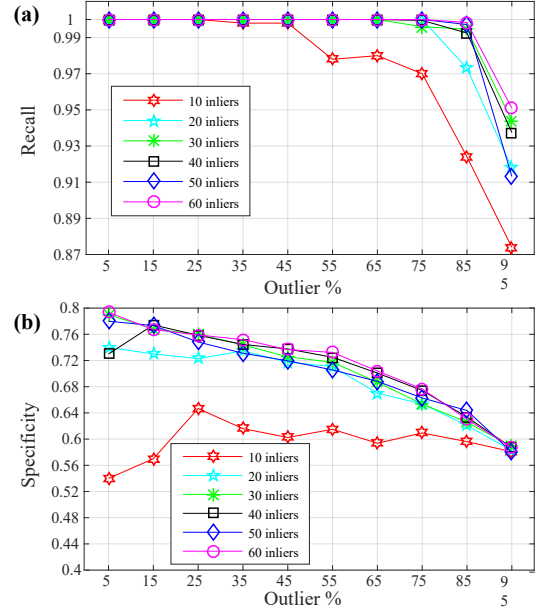 (a)
1
0.99
0.97
0.95
0.93
0.91
0.89
0.87
Recall
10 inliers
20 inliers
30 inliers
40 inliers
50 inliers
60 inliers
5 15 25 35 45 55 65 75 85 9
5
Outlier %
(b)
0.8
0.76
0.72
0.68
0.64
0.6
0.56
0.52
0.48
0.44
0.4
Specificity
10 inliers
20 inliers
30 inliers
40 inliers
50 inliers
60 inliers
5 15 25 35 45 55 65 75 85 9
5
Outlier %